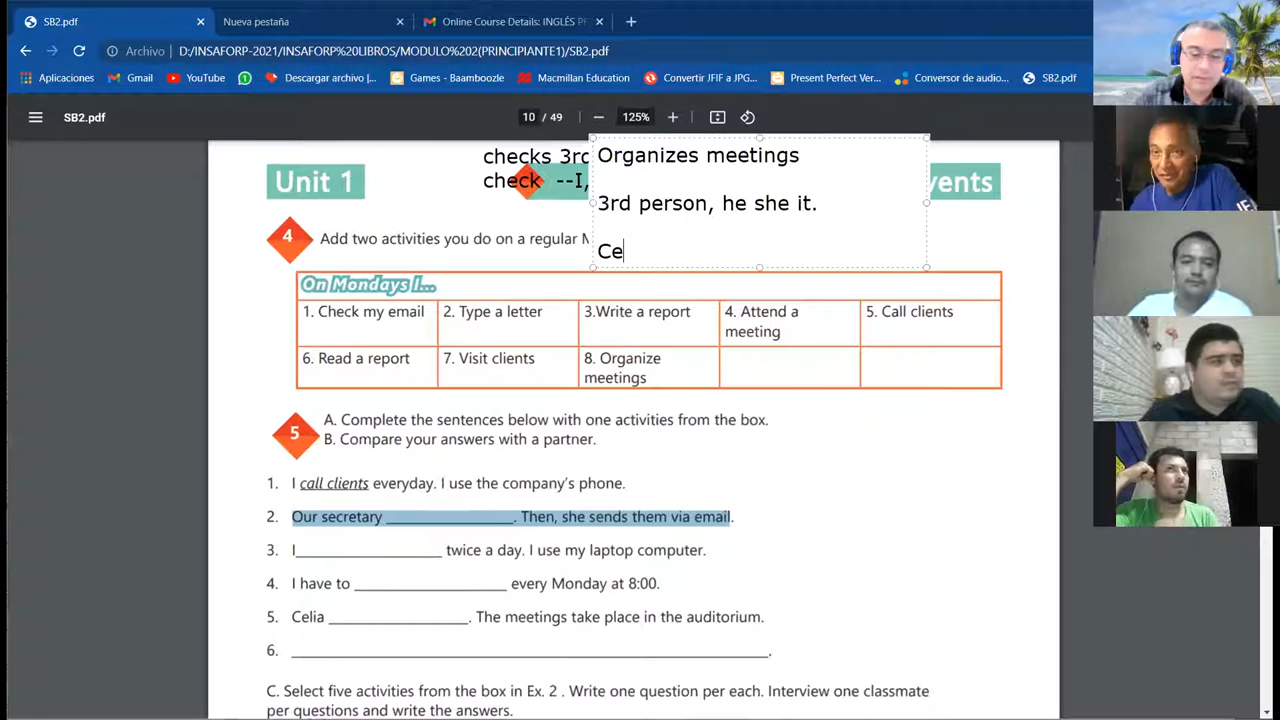 SB2.pdf
Nueva pestaña
Online Course Details: INGLÉS PR
Archivo
D:/INSAFORP-2021/INSAFORP%20LIBROS/MODULO%202(PRINCIPIANTE1)/SB2.pdf
Aplicaciones
Gmail
YouTube
Descargar archivo |...
Games - Baamboozle
Macmillan Education
Convertir JFIF a JPG...
Present Perfect Ver...
Conversor de audio...
SB2.pdf
SB2.pdf
10 / 49
125%
checks 3rd
check --I,
Organizes meetings
3rd person, he she it.
Ce
Unit 1
vents
4
Add two activities you do on a regular M
On Mondays I...
1. Check my email
2. Type a letter
3.Write a report
4. Attend a
meeting
5. Call clients
6. Read a report
7. Visit clients
8. Organize
meetings
5
A. Complete the sentences below with one activities from the box.
B. Compare your answers with a partner.
1. I call clients everyday. I use the company's phone.
2. Our secretary ______________. Then, she sends them via email.
3. I________________ twice a day. I use my laptop computer.
4. I have to _________________ every Monday at 8:00.
5. Celia ________________. The meetings take place in the auditorium.
6. ______________________________________________________.
C. Select five activities from the box in Ex. 2 . Write one question per each. Interview one classmate
per questions and write the answers.